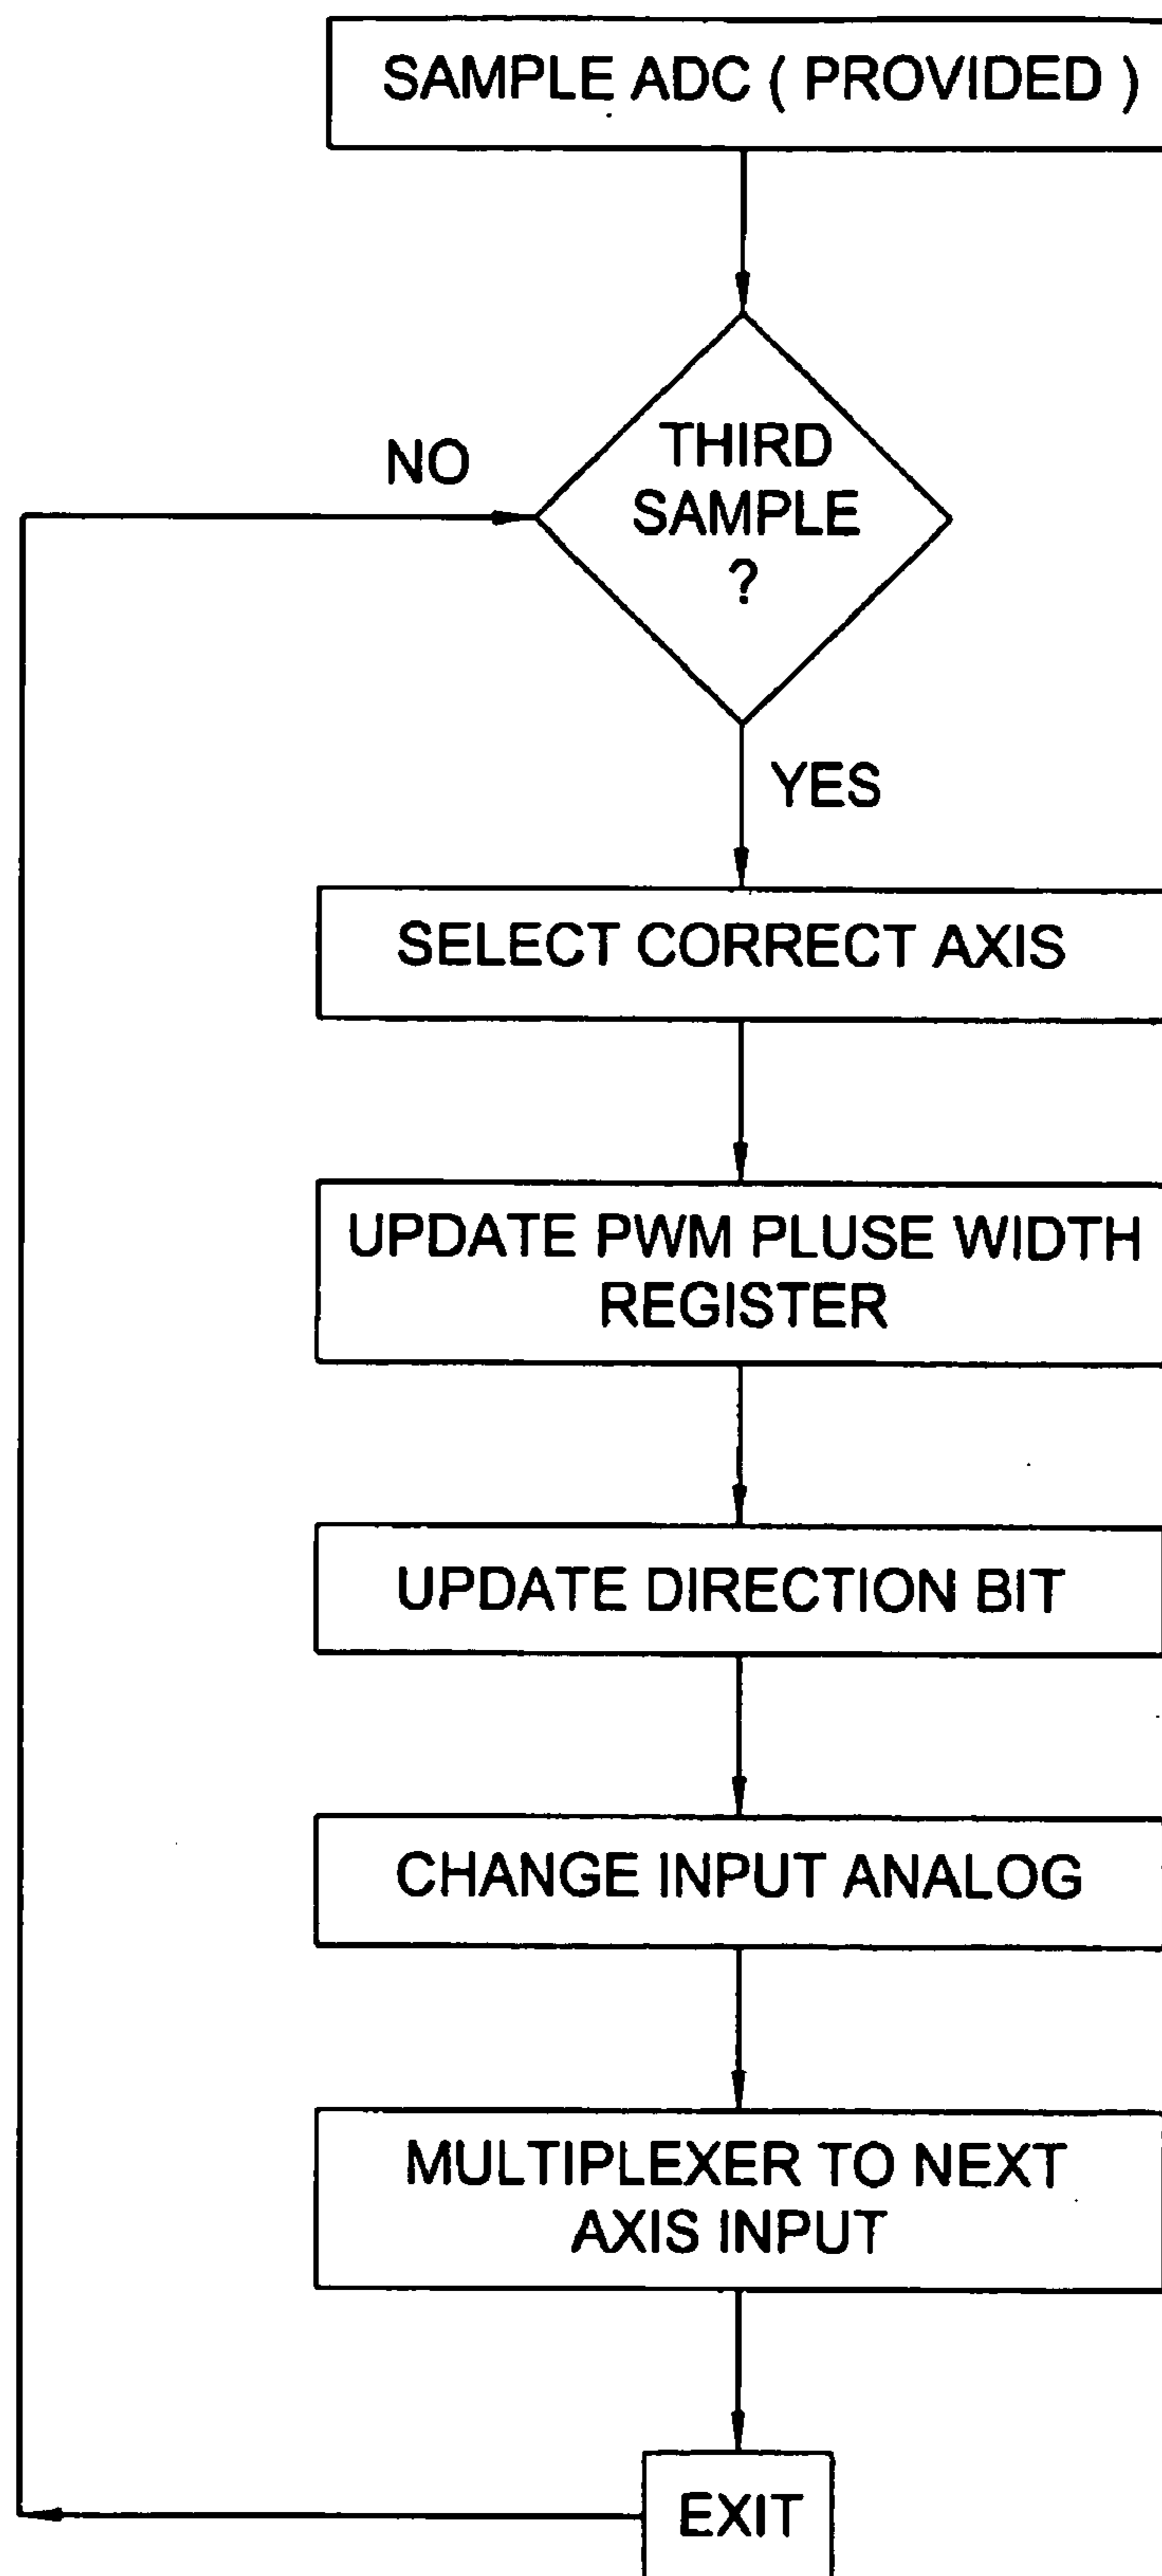 SAMPLE ADC ( PROVIDED )
NO
THIRD
SAMPLE
?
YES
SELECT CORRECT AXIS
UPDATE PWM PLUSE WIDTH
REGISTER
UPDATE DIRECTION BIT
CHANGE INPUT ANALOG
MULTIPLEXER TO NEXT
AXIS INPUT
EXIT